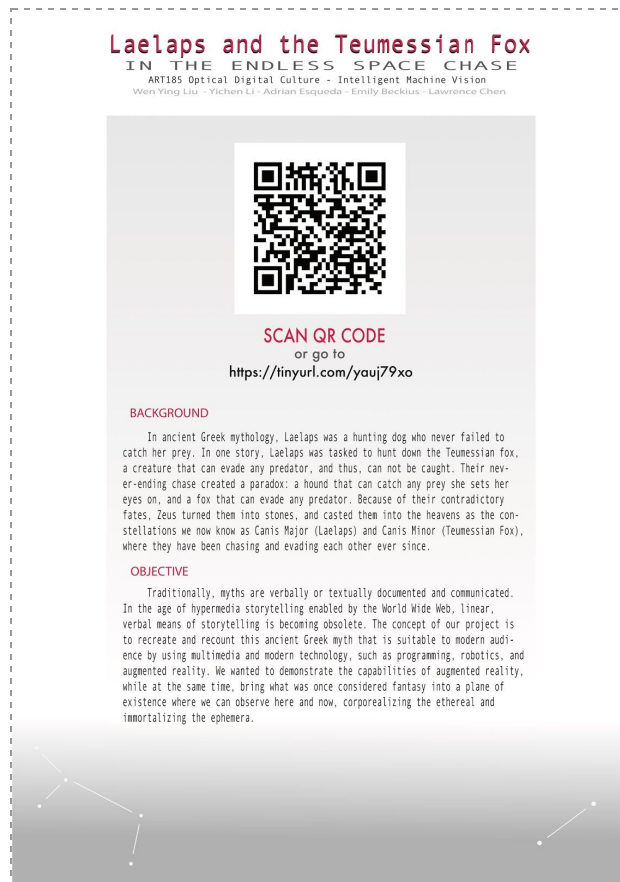 Laelaps and the Teumessian Fox
IN THE ENDLESS SPACE CHASE
ART185 Optical Digital Culture - Intelligent Machine Vision
Wen Ying Liu - Yichen Li - Adrian Esqueda - Emily Beckius - Lawrence Chen
SCAN QR CODE
or go to
https://tinyurl.com/yauj79xo
BACKGROUND
In ancient Greek mythology, Laelaps was a hunting dog who never failed to
catch her prey. In one story, Laelaps was tasked to hunt down the Teumessian fox,
a creature that can evade any predator, and thus, can not be caught. Their nev-
er-ending chase created a paradox: a hound that can catch any prey she sets her
eyes on, and a fox that can evade any predator. Because of their contradictory
fates, Zeus turned them into stones, and casted them into the heavens as the con-
stellations we now know as Canis Major (Laelaps) and Canis Minor (Teumessian Fox),
where they have been chasing and evading each other ever since.
OBJECTIVE
Traditionally, myths are verbally or textually documented and communicated.
In the age of hypermedia storytelling enabled by the World Wide Web, linear,
verbal means of storytelling is becoming obsolete. The concept of our project is
to recreate and recount this ancient Greek myth that is suitable to modern audi-
ence by using multimedia and modern technology, such as programming, robotics, and
augmented reality. We wanted to demonstrate the capabilities of augmented reality,
while at the same time, bring what was once considered fantasy into a plane of
existence where we can observe here and now, corporealizing the ethereal and
immortalizing the ephemera.